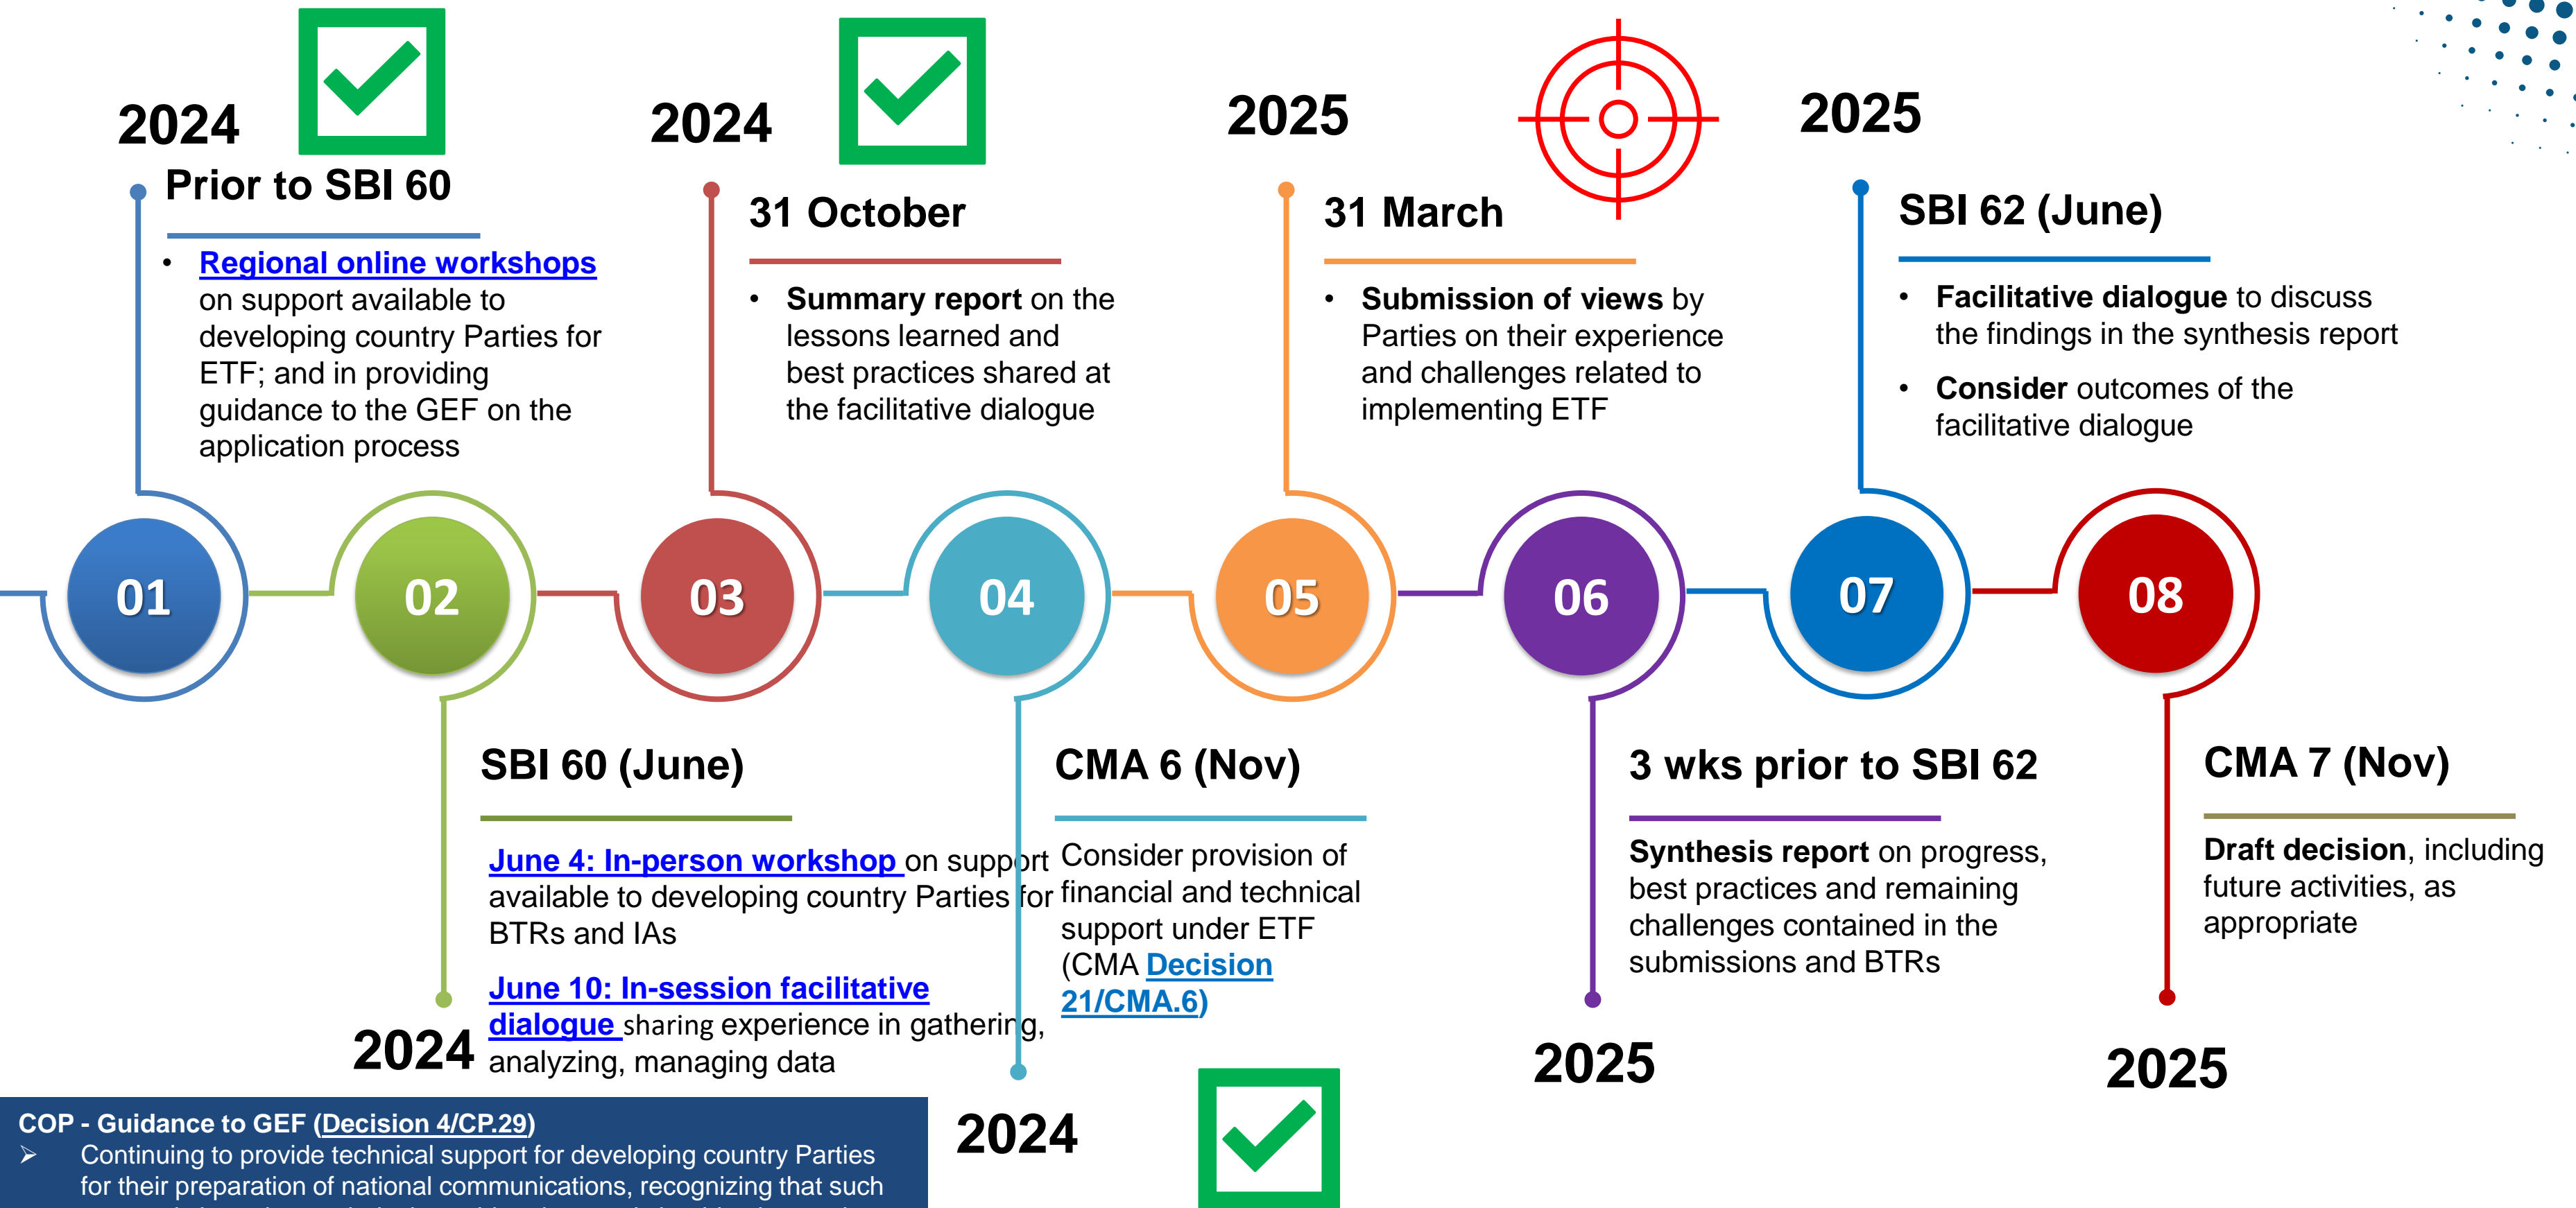 2024
Prior to SBI 60
• Regional online workshops
on support available to
developing country Parties for
ETF; and in providing
guidance to the GEF on the
application process
2024
31 October
• Summary report on the
lessons learned and
best practices shared at
the facilitative dialogue
2025
31 March
• Submission of views by
Parties on their experience
and challenges related to
implementing ETF
2025
SBI 62 (June)
• Facilitative dialogue to discuss
the findings in the synthesis report
• Consider outcomes of the
facilitative dialogue
01
02
03
04
05
06
07
08
SBI 60 (June)
June 4: In-person workshop on support
available to developing country Parties for
BTRs and IAs
June 10: In-session facilitative
dialogue sharing experience in gathering,
analyzing, managing data
2024
CMA 6 (Nov)
Consider provision of
financial and technical
support under ETF
(CMA Decision
21/CMA.6)
2024
3 wks prior to SBI 62
Synthesis report on progress,
best practices and remaining
challenges contained in the
submissions and BTRs
2025
CMA 7 (Nov)
Draft decision, including
future activities, as
appropriate
2025
COP - Guidance to GEF (Decision 4/CP.29)
➢ Continuing to provide technical support for developing country Parties
for their preparation of national communications, recognizing that such